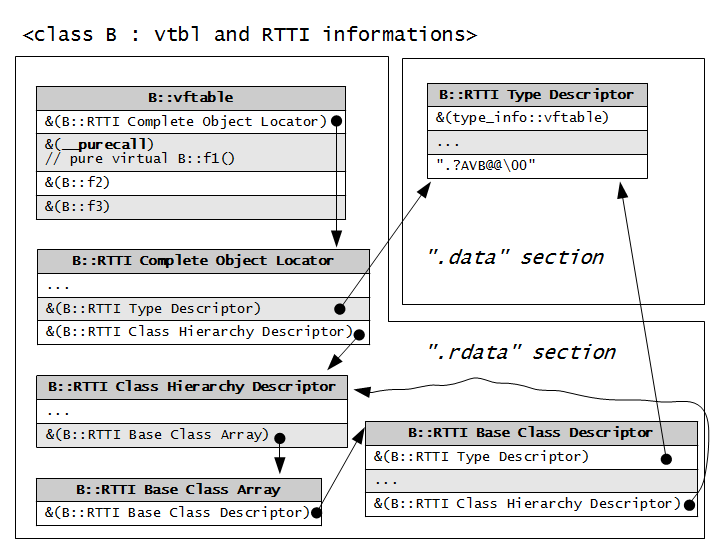 <class B : vtbl and RTTI informations>
B::vftable
&(B::RTTI Complete Object Locator)
&(__purecall)
// pure virtual B::f1()
&(B::f2)
&(B::f3)
B::RTTI Type Descriptor
&(type_info::vftable)
...
".?AVB@@\00"
".data" section
B::RTTI Complete Object Locator
...
&(B::RTTI Type Descriptor)
&(B::RTTI Class Hierarchy Descriptor)
".rdata" section
B::RTTI Class Hierarchy Descriptor
...
&(B::RTTI Base Class Array)
B::RTTI Base Class Array
&(B::RTTI Base Class Descriptor)
B::RTTI Base Class Descriptor
&(B::RTTI Type Descriptor)
...
&(B::RTTI Class Hierarchy Descriptor)